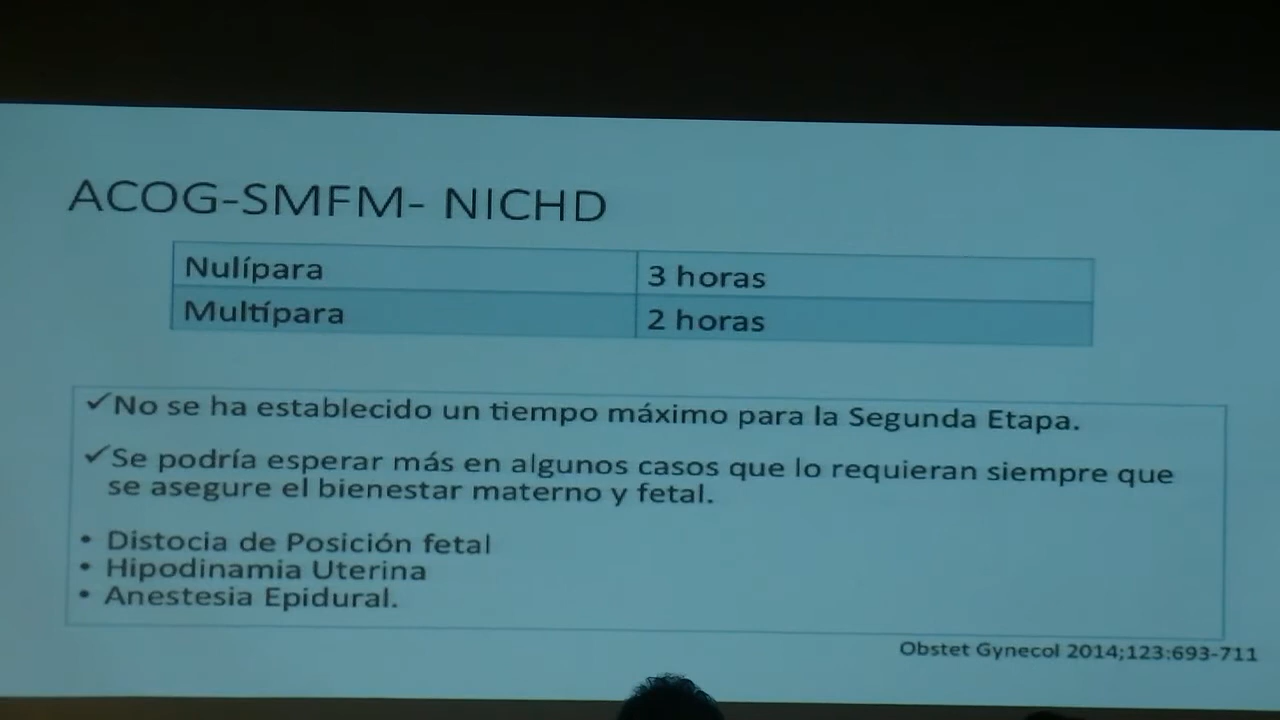 ACOG-SMFM- NICHD
Nulípara 3 horas
Multípara 2 horas
✓No se ha establecido un tiempo máximo para la Segunda Etapa.
✓Se podría esperar más en algunos casos que lo requieran siempre que
se asegure el bienestar materno y fetal.
• Distocia de Posición fetal
• Hipodinamia Uterina
• Anestesia Epidural.
Obstet Gynecol 2014;123:693-711